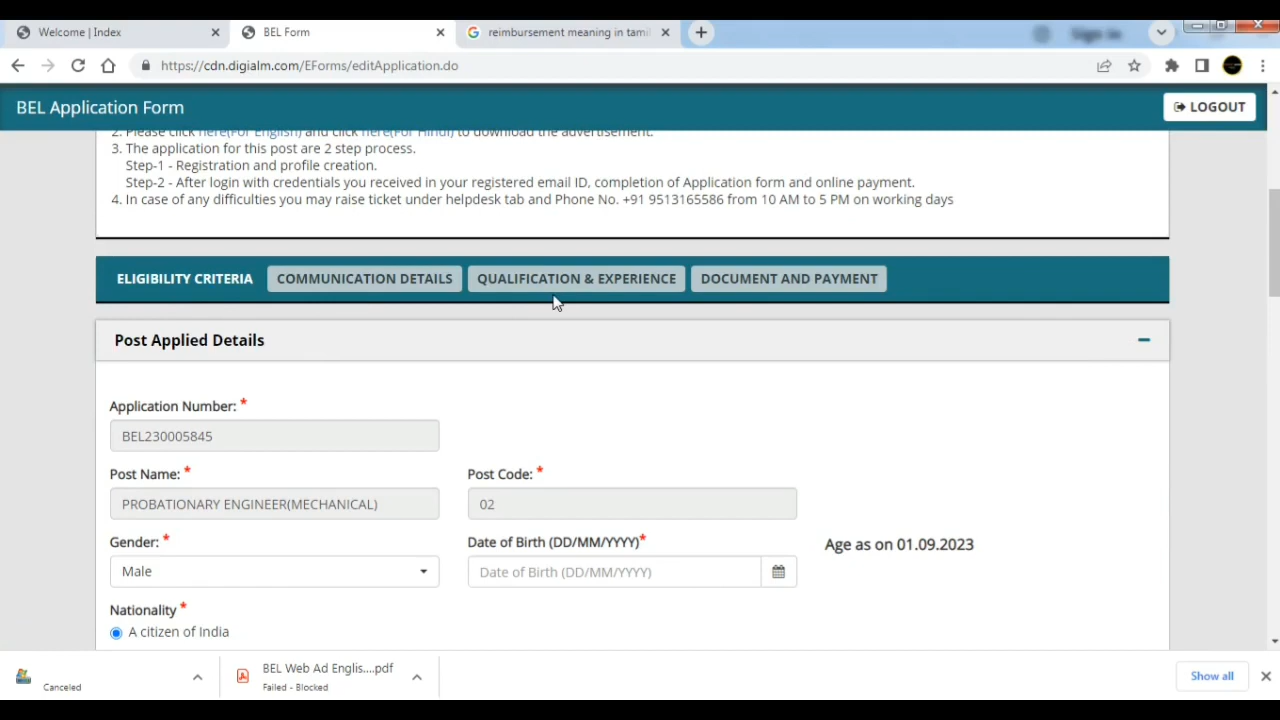 Welcome | Index
BEL Form
reimbursement meaning in tamil
Sign in
https://cdn.digialm.com/EForms/editApplication.do
BEL Application Form
LOGOUT
2. Please click here(For English) and click here(For Hindi) to download the advertisement.
3. The application for this post are 2 step process.
Step-1 - Registration and profile creation.
Step-2 - After login with credentials you received in your registered email ID, completion of Application form and online payment.
4. In case of any difficulties you may raise ticket under helpdesk tab and Phone No. +91 9513165586 from 10 AM to 5 PM on working days
ELIGIBILITY CRITERIA COMMUNICATION DETAILS QUALIFICATION & EXPERIENCE DOCUMENT AND PAYMENT
Post Applied Details
Application Number: *
BEL230005845
Post Name: * Post Code: *
PROBATIONARY ENGINEER(MECHANICAL) 02
Gender: * Date of Birth (DD/MM/YYYY)* Age as on 01.09.2023
Male Date of Birth (DD/MM/YYYY)
Nationality *
A citizen of India
Canceled
BEL Web Ad Englis....pdf
Failed - Blocked
Show all